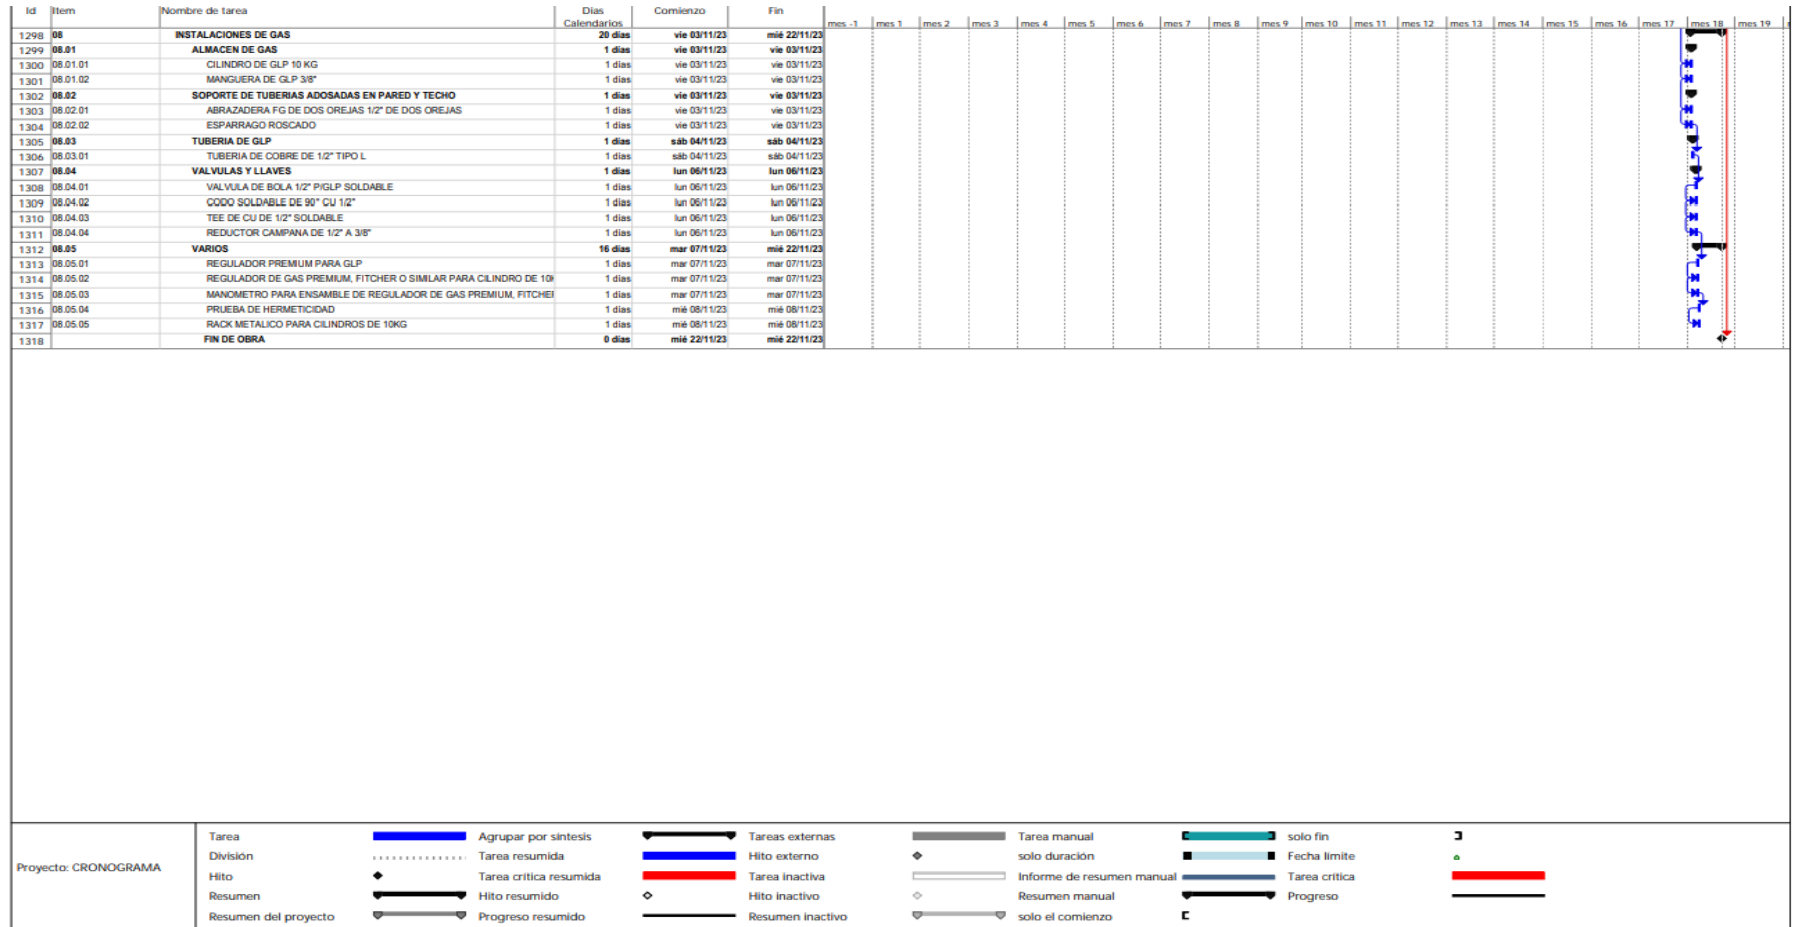 Id Item Nombre de tarea Días Calendarios Comienzo Fin mes -1 mes 1 mes 2 mes 3 mes 4 mes 5 mes 6 mes 7 mes 8 mes 9 mes 10 mes 11 mes 12 mes 13 mes 14 mes 15 mes 16 mes 17 mes 18 mes 19
1298 08 INSTALACIONES DE GAS 20 días vie 03/11/23 mié 22/11/23
1299 08.01 ALMACEN DE GAS 1 días vie 03/11/23 vie 03/11/23
1300 08.01.01 CILINDRO DE GLP 10 KG 1 días vie 03/11/23 vie 03/11/23
1301 08.01.02 MANGUERA DE GLP 3/8" 1 días vie 03/11/23 vie 03/11/23
1302 08.02 SOPORTE DE TUBERIAS ADOSADAS EN PARED Y TECHO 1 días vie 03/11/23 vie 03/11/23
1303 08.02.01 ABRAZADERA FG DE DOS OREJAS 1/2" DE DOS OREJAS 1 días vie 03/11/23 vie 03/11/23
1304 08.02.02 ESPARRAGO ROSCADO 1 días vie 03/11/23 vie 03/11/23
1305 08.03 TUBERIA DE GLP 1 días sáb 04/11/23 sáb 04/11/23
1306 08.03.01 TUBERIA DE COBRE DE 1/2" TIPO L 1 días sáb 04/11/23 sáb 04/11/23
1307 08.04 VALVULAS Y LLAVES 1 días lun 06/11/23 lun 06/11/23
1308 08.04.01 VALVULA DE BOLA 1/2" P/GLP SOLDABLE 1 días lun 06/11/23 lun 06/11/23
1309 08.04.02 CODO SOLDABLE DE 90° CU 1/2" 1 días lun 06/11/23 lun 06/11/23
1310 08.04.03 TEE DE CU DE 1/2" SOLDABLE 1 días lun 06/11/23 lun 06/11/23
1311 08.04.04 REDUCTOR CAMPANA DE 1/2" A 3/8" 1 días lun 06/11/23 lun 06/11/23
1312 08.05 VARIOS 16 días mar 07/11/23 mié 22/11/23
1313 08.05.01 REGULADOR PREMIUM PARA GLP 1 días mar 07/11/23 mar 07/11/23
1314 08.05.02 REGULADOR DE GAS PREMIUM, FITCHER O SIMILAR PARA CILINDRO DE 10K 1 días mar 07/11/23 mar 07/11/23
1315 08.05.03 MANOMETRO PARA ENSAMBLE DE REGULADOR DE GAS PREMIUM, FITCHER 1 días mar 07/11/23 mar 07/11/23
1316 08.05.04 PRUEBA DE HERMETICIDAD 1 días mié 08/11/23 mié 08/11/23
1317 08.05.05 RACK METALICO PARA CILINDROS DE 10KG 1 días mié 08/11/23 mié 08/11/23
1318 FIN DE OBRA 0 días mié 22/11/23 mié 22/11/23
Proyecto: CRONOGRAMA
Tarea Agrupar por síntesis Tareas externas Tarea manual solo fin
División Tarea resumida Hito externo solo duración Fecha límite
Hito Tarea crítica resumida Tarea inactiva Informe de resumen manual Tarea crítica
Resumen Hito resumido Hito inactivo Resumen manual Progreso
Resumen del proyecto Progreso resumido Resumen inactivo solo el comienzo